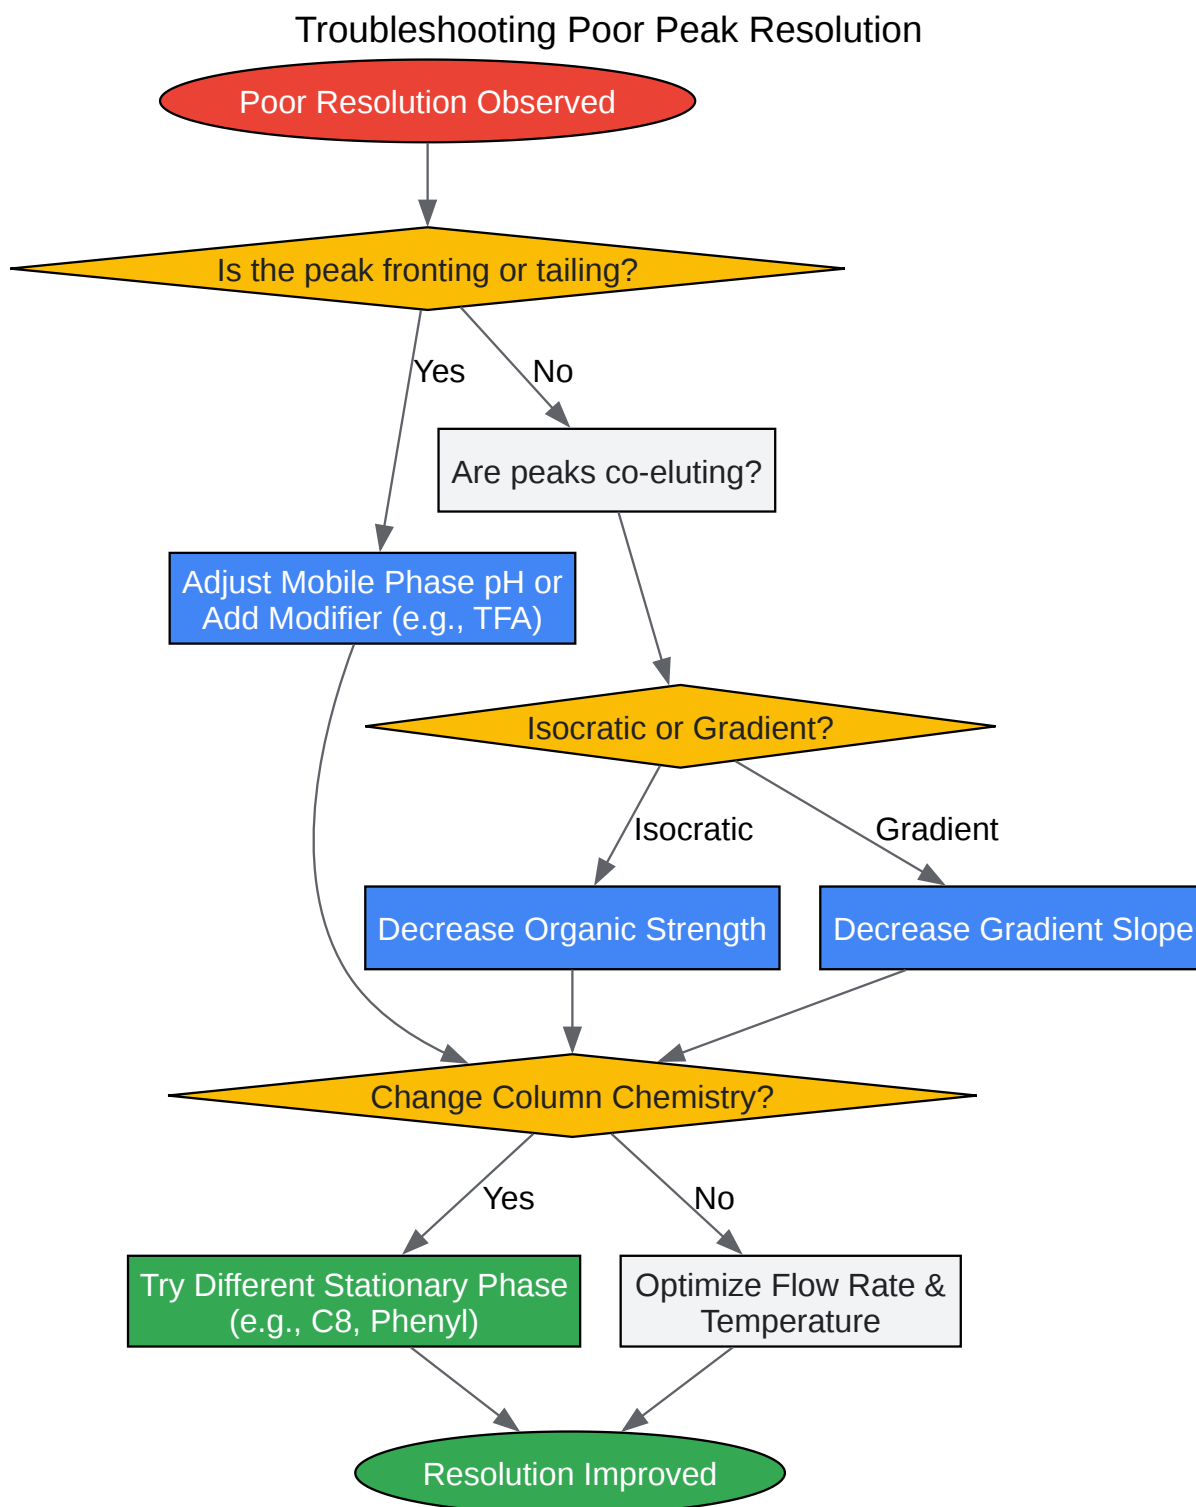 Troubleshooting Poor Peak Resolution
Poor Resolution Observed
Is the peak fronting or tailing?
Yes
No
Are peaks co-eluting?
Adjust Mobile Phase pH or
Add Modifier (e.g., TFA)
Isocratic or Gradient?
Isocratic
Gradient
Decrease Organic Strength
Decrease Gradient Slope
Change Column Chemistry?
Yes
No
Try Different Stationary Phase
(e.g., C8, Phenyl)
Optimize Flow Rate &
Temperature
Resolution Improved